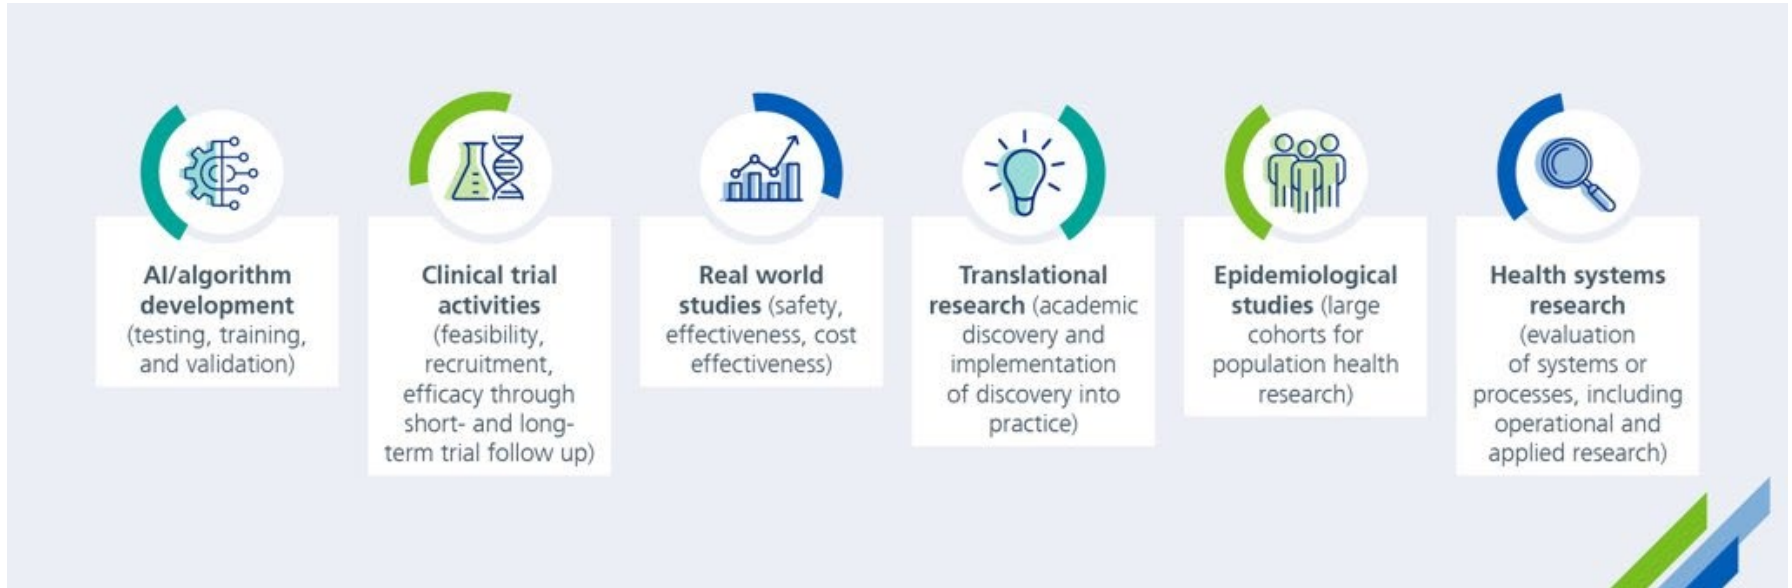 AI/algorithm
development
(testing, training,
and validation)
Clinical trial
activities
(feasibility,
recruitment,
efficacy through
short- and long-
term trial follow up)
Real world
studies (safety,
effectiveness, cost
effectiveness)
Translational
research (academic
discovery and
implementation
of discovery into
practice)
Epidemiological
studies (large
cohorts for
population health
research)
Health systems
research
(evaluation
of systems or
processes, including
operational and
applied research)